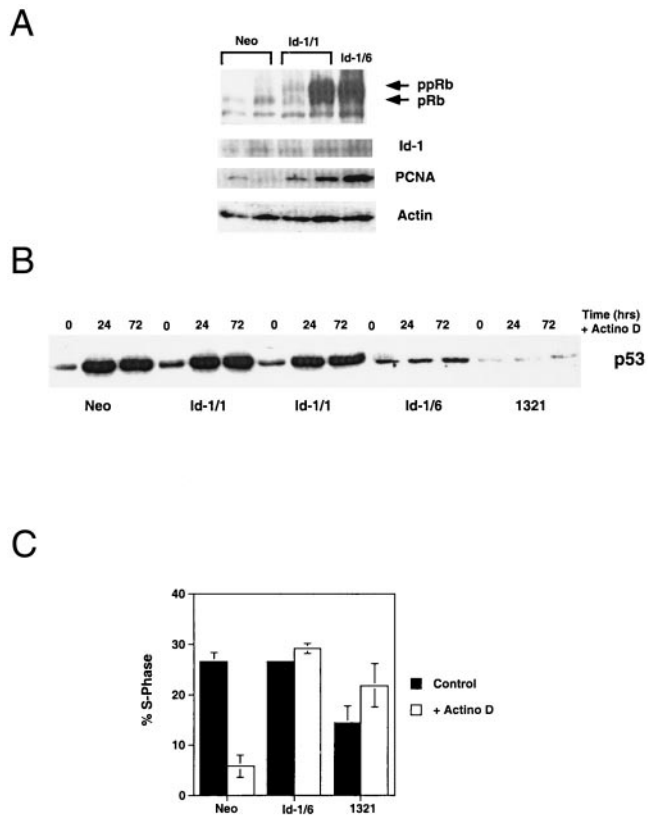 A
Neo Id-1/1 Id-1/6
ppRb
pRb
Id-1
PCNA
Actin
B
0 24 72 0 24 72 0 24 72 0 24 72 0 24 72 Time (hrs)
+ Actino D
p53
Neo Id-1/1 Id-1/1 Id-1/6 1321
C
40
30
20
10
0
% S-Phase
Control
+ Actino D
Neo Id-1/6 1321